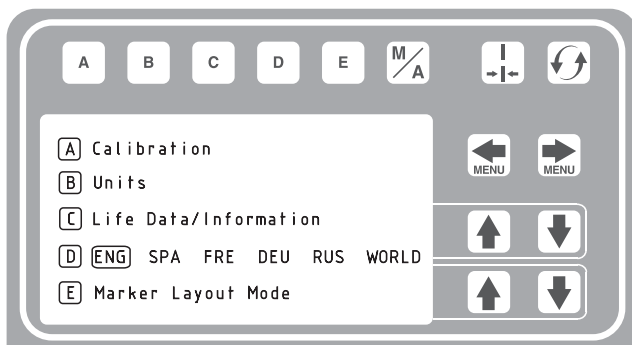 A B C D E M/A
MENU MENU
A Calibration
B Units
C Life Data/Information
D ENG SPA FRE DEU RUS WORLD
E Marker Layout Mode